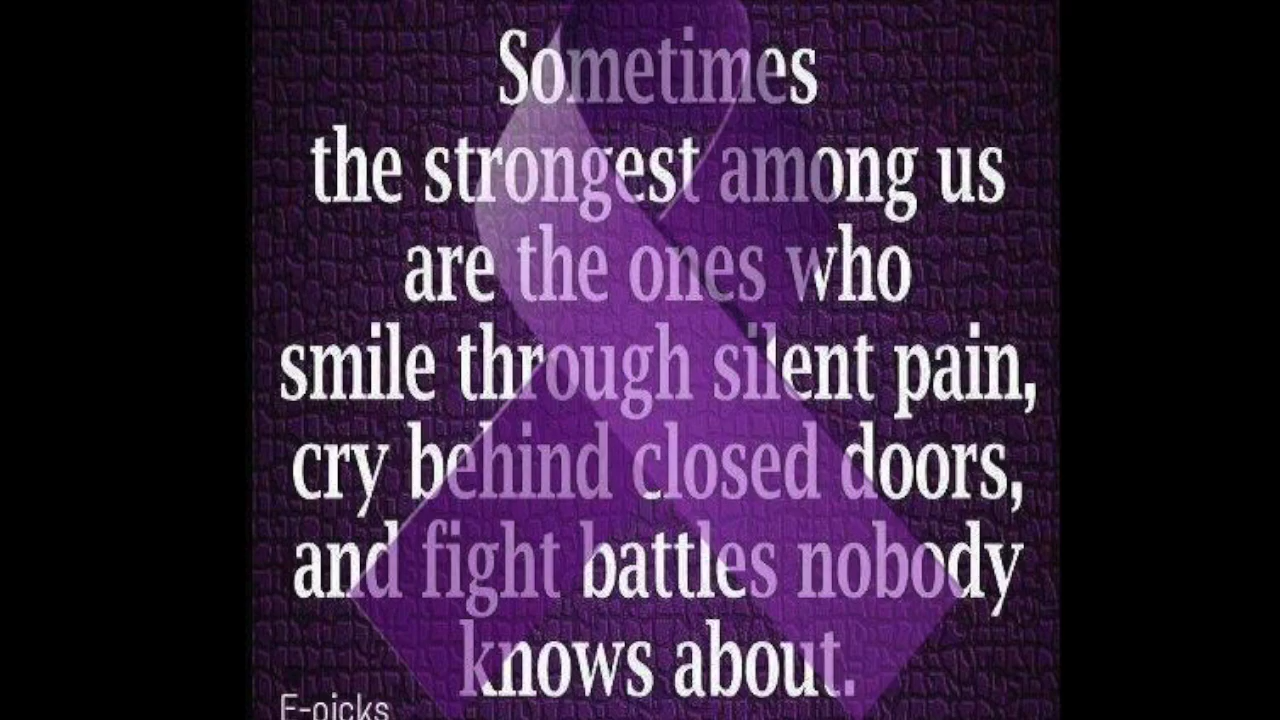 Sometimes
the strongest among us
are the ones who
smile through silent pain,
cry behind closed doors,
and fight battles nobody
knows about.
E-picks